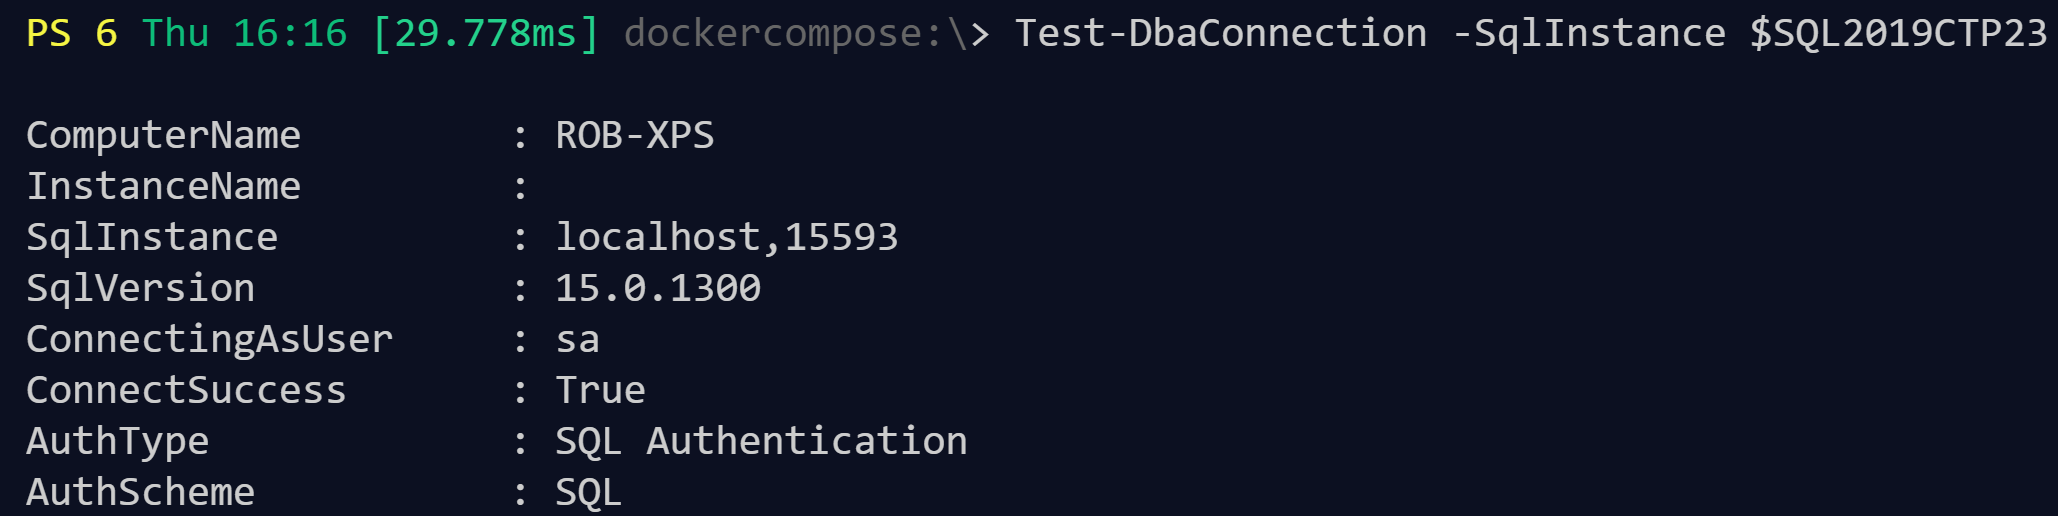 PS 6 Thu 16:16 [29.778ms] dockercompose:\> Test-DbaConnection -SqlInstance $SQL2019CTP23
ComputerName : ROB-XPS
InstanceName :
SqlInstance : localhost,15593
SqlVersion : 15.0.1300
ConnectingAsUser : sa
ConnectSuccess : True
AuthType : SQL Authentication
AuthScheme : SQL